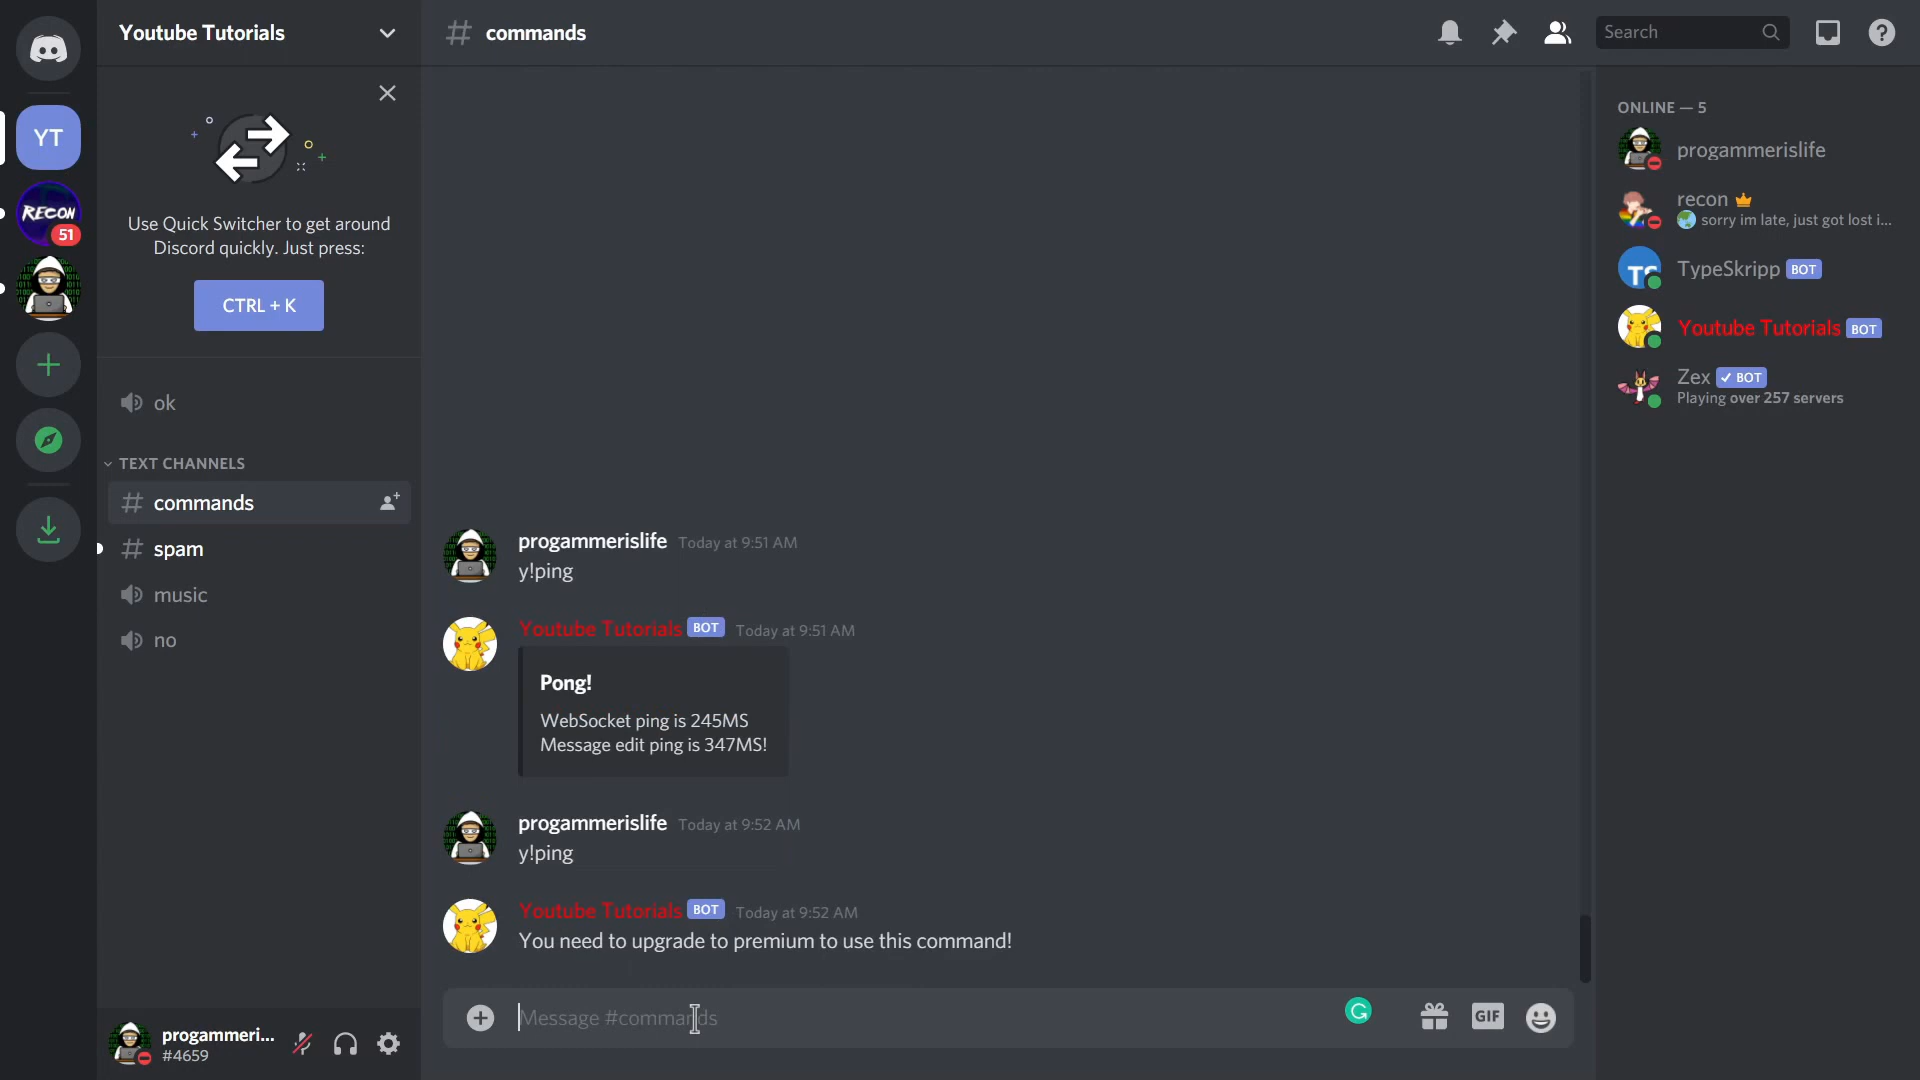 Youtube Tutorials
commands
Search
YT
RECON
51
Use Quick Switcher to get around
Discord quickly. Just press:
CTRL + K
ok
TEXT CHANNELS
commands
spam
music
no
progammeri...
#4659
progammerislife Today at 9:51 AM
y!ping
Youtube Tutorials BOT Today at 9:51 AM
Pong!
WebSocket ping is 245MS
Message edit ping is 347MS!
progammerislife Today at 9:52 AM
y!ping
Youtube Tutorials BOT Today at 9:52 AM
You need to upgrade to premium to use this command!
Message #commands
GIF
ONLINE — 5
progammerislife
recon
sorry im late, just got lost i...
TS
TypeSkripp BOT
Youtube Tutorials BOT
Zex ✓ BOT
Playing over 257 servers